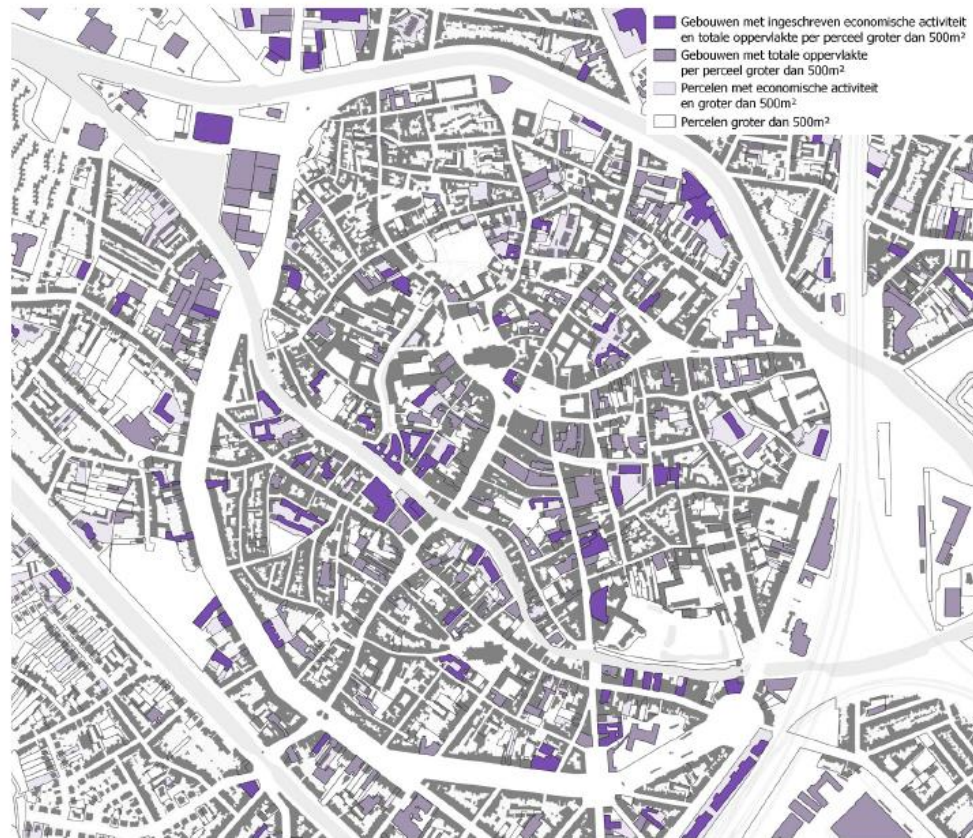 Gebouwen met ingeschreven economische activiteit
en totale oppervlakte per perceel groter dan 500m²
Gebouwen met totale oppervlakte
per perceel groter dan 500m²
Percelen met economische activiteit
en groter dan 500m²
Percelen groter dan 500m²